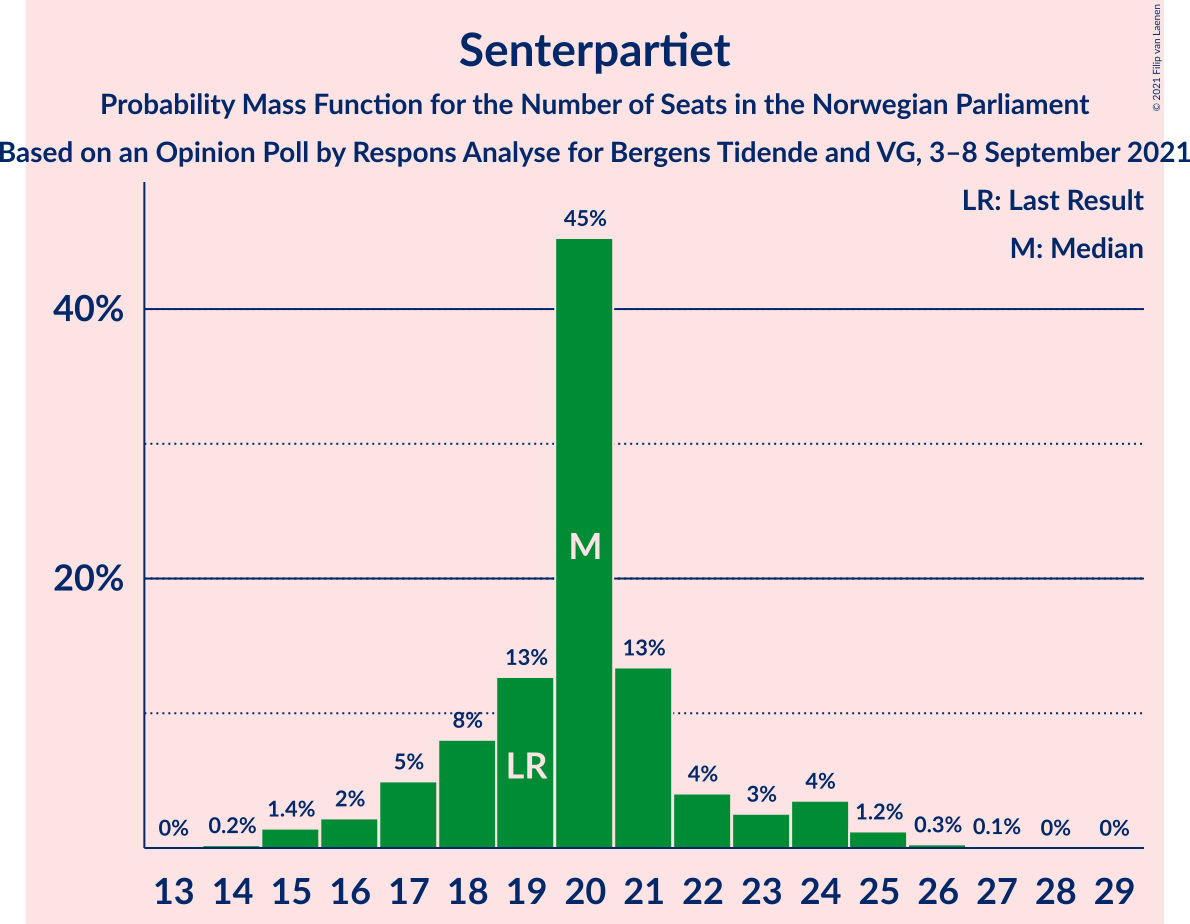 Senterpartiet
Probability Mass Function for the Number of Seats in the Norwegian Parliament
Based on an Opinion Poll by Respons Analyse for Bergens Tidende and VG, 3–8 September 2021
© 2021 Filip van Laenen
LR: Last Result
M: Median
40%
20%
0%
0.2%
1.4%
2%
5%
8%
13%
45%
13%
4%
3%
4%
1.2%
0.3%
0.1%
0%
0%
LR
M
13 14 15 16 17 18 19 20 21 22 23 24 25 26 27 28 29